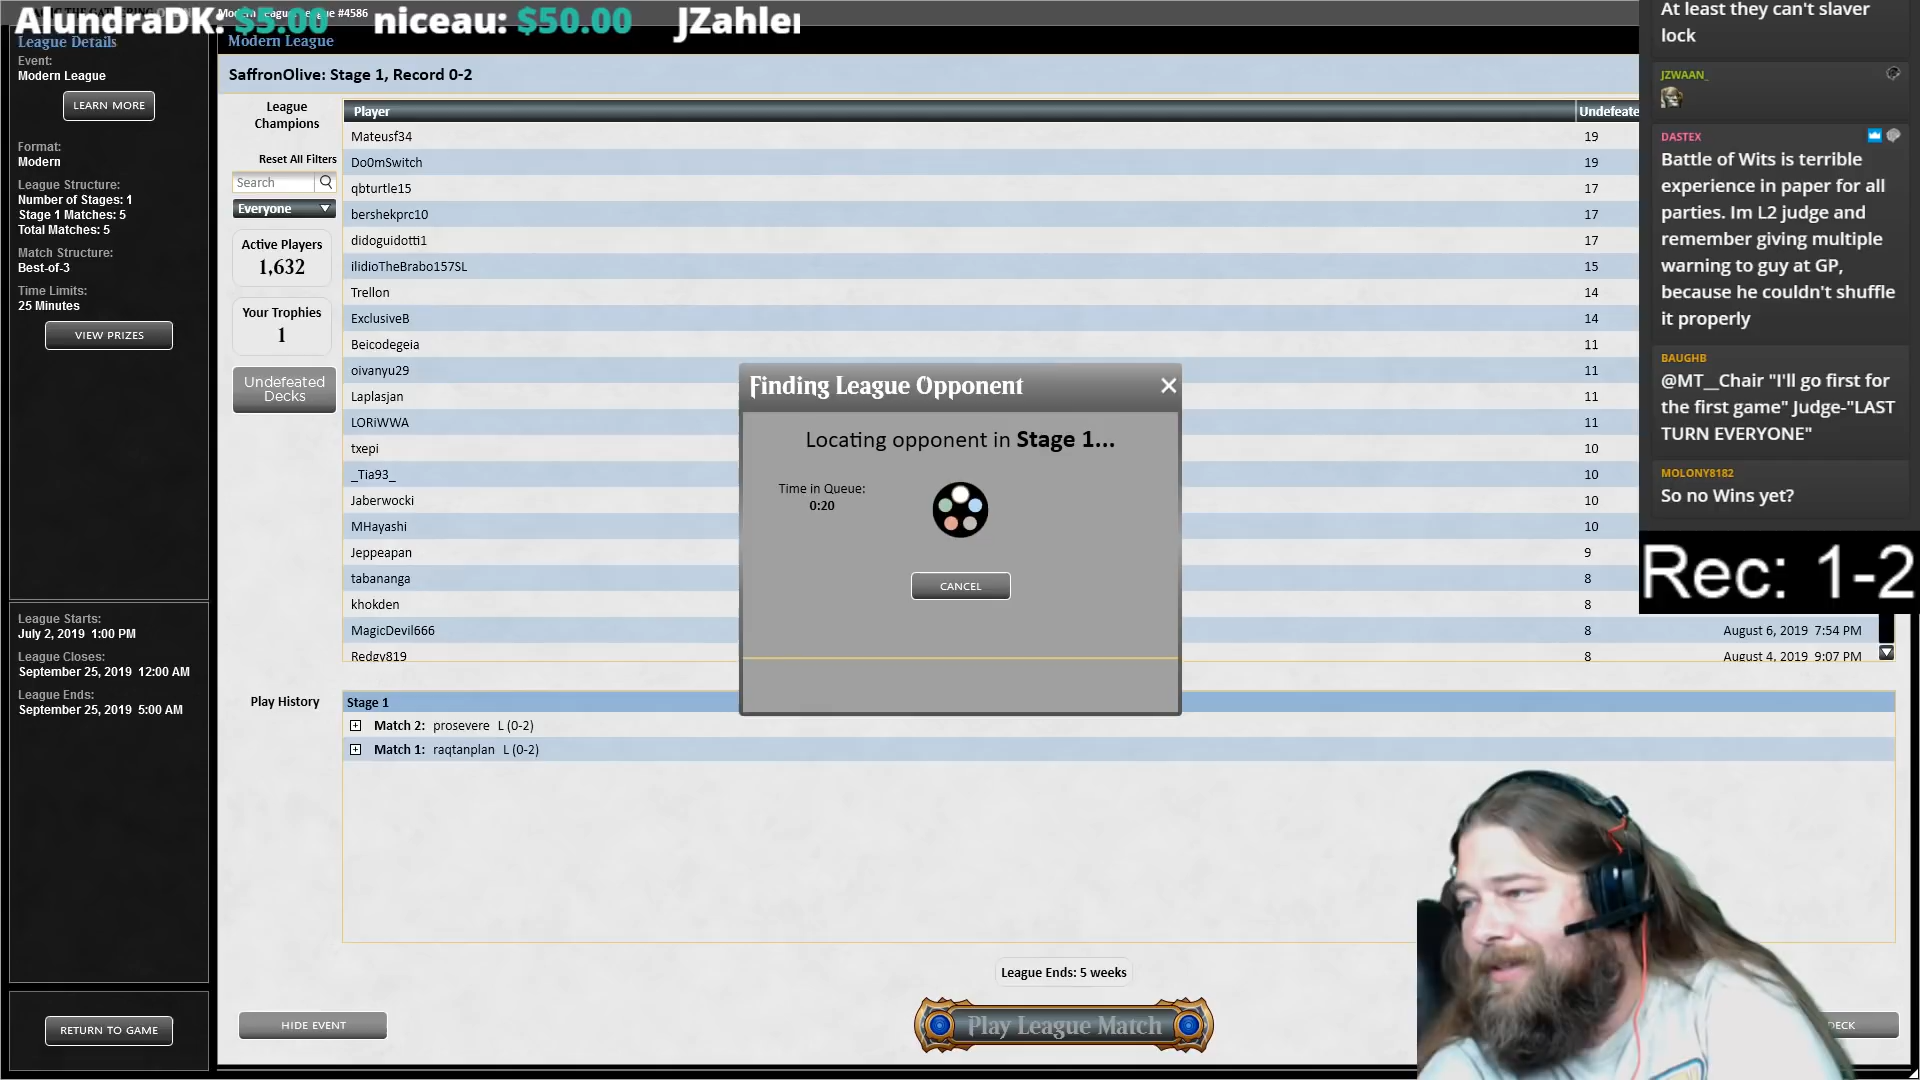 AlundraDK: $5.00 niceau: $50.00 JZahler
League #4586
League Details
Event:
Modern League
LEARN MORE
Format:
Modern
League Structure:
Number of Stages: 1
Stage 1 Matches: 5
Total Matches: 5
Match Structure:
Best-of-3
Time Limits:
25 Minutes
VIEW PRIZES
League Starts:
July 2, 2019 1:00 PM
League Closes:
September 25, 2019 12:00 AM
League Ends:
September 25, 2019 5:00 AM
RETURN TO GAME
Modern League
SaffronOlive: Stage 1, Record 0-2
League
Champions
Reset All Filters
Search
Everyone
Active Players
1,632
Your Trophies
1
Undefeated
Decks
Player Undefeate
Mateusf34 19
Do0mSwitch 19
qbturtle15 17
bershekprc10 17
didoguidotti1 17
ilidioTheBrabo157SL 15
Trellon 14
ExclusiveB 14
Beicodegeia 11
oivanyu29 11
Laplasjan 11
LORiWWA 11
txepi 10
_Tia93_ 10
Jaberwocki 10
MHayashi 10
Jeppeapan 9
tabananga 8
khokden 8
MagicDevil666 8 August 6, 2019 7:54 PM
Redgy819 8 August 4, 2019 9:07 PM
Finding League Opponent
Locating opponent in Stage 1...
Time in Queue:
0:20
CANCEL
Play History
Stage 1
Match 2: prosevere L (0-2)
Match 1: raqtanplan L (0-2)
League Ends: 5 weeks
HIDE EVENT
Play League Match
DECK
At least they can't slaver
lock
JZWAAN_
DASTEX
Battle of Wits is terrible
experience in paper for all
parties. Im L2 judge and
remember giving multiple
warning to guy at GP,
because he couldn't shuffle
it properly
BAUGHB
@MT__Chair "I'll go first for
the first game" Judge-"LAST
TURN EVERYONE"
MOLONY8182
So no Wins yet?
Rec: 1-2